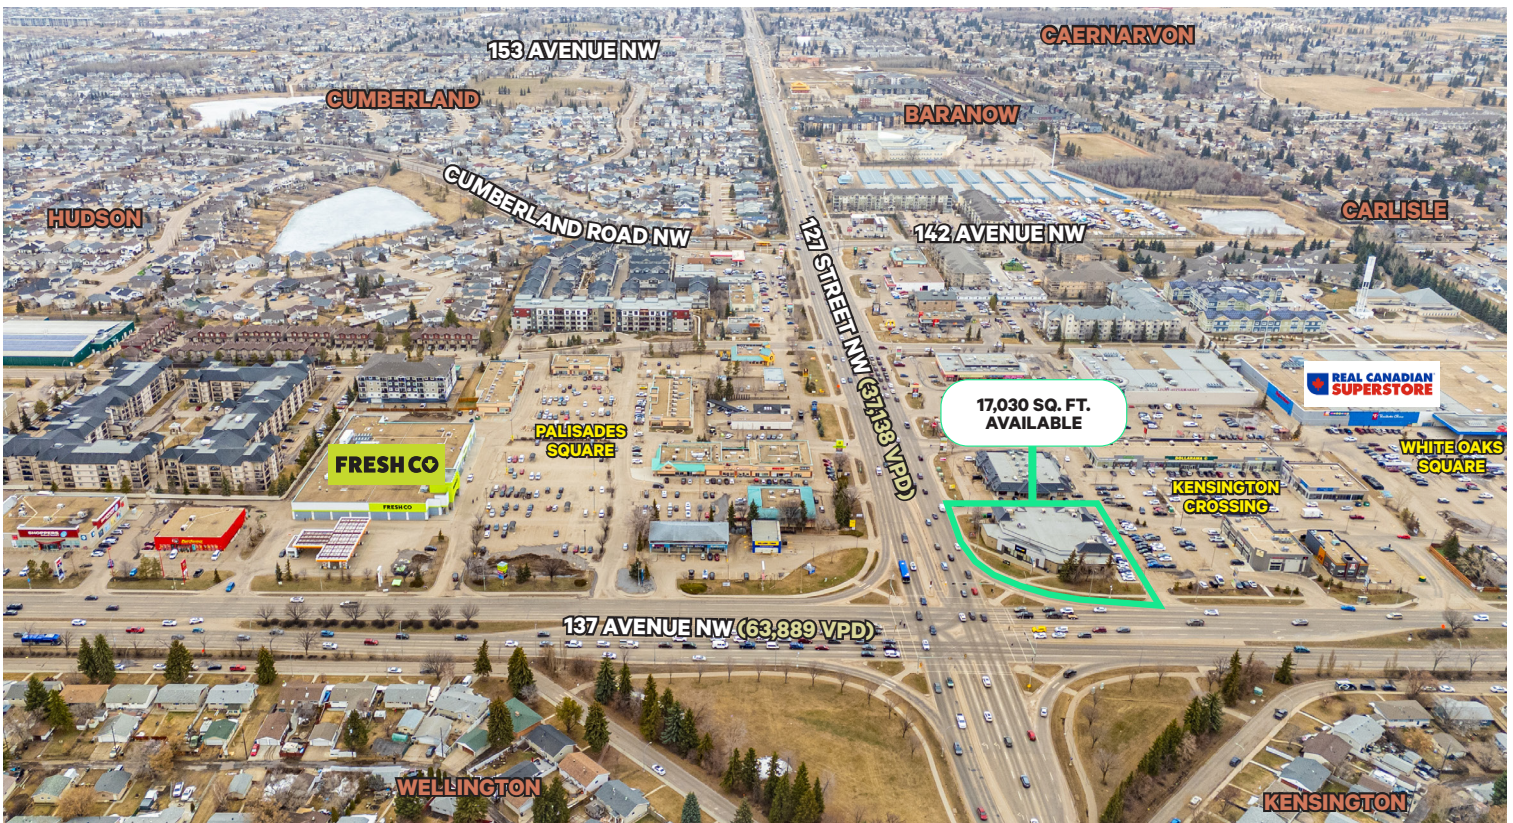 153 AVENUE NW
CAERNARVON
CUMBERLAND
BARANOW
CUMBERLAND ROAD NW
HUDSON
CARLISLE
142 AVENUE NW
127 STREET NW (37,138 VPD)
REAL CANADIAN
SUPERSTORE
17,030 SQ. FT.
AVAILABLE
PALISADES
SQUARE
WHITE OAKS
SQUARE
FRESHCO
KENSINGTON
CROSSING
FRESHCO
137 AVENUE NW (63,889 VPD)
WELLINGTON
KENSINGTON